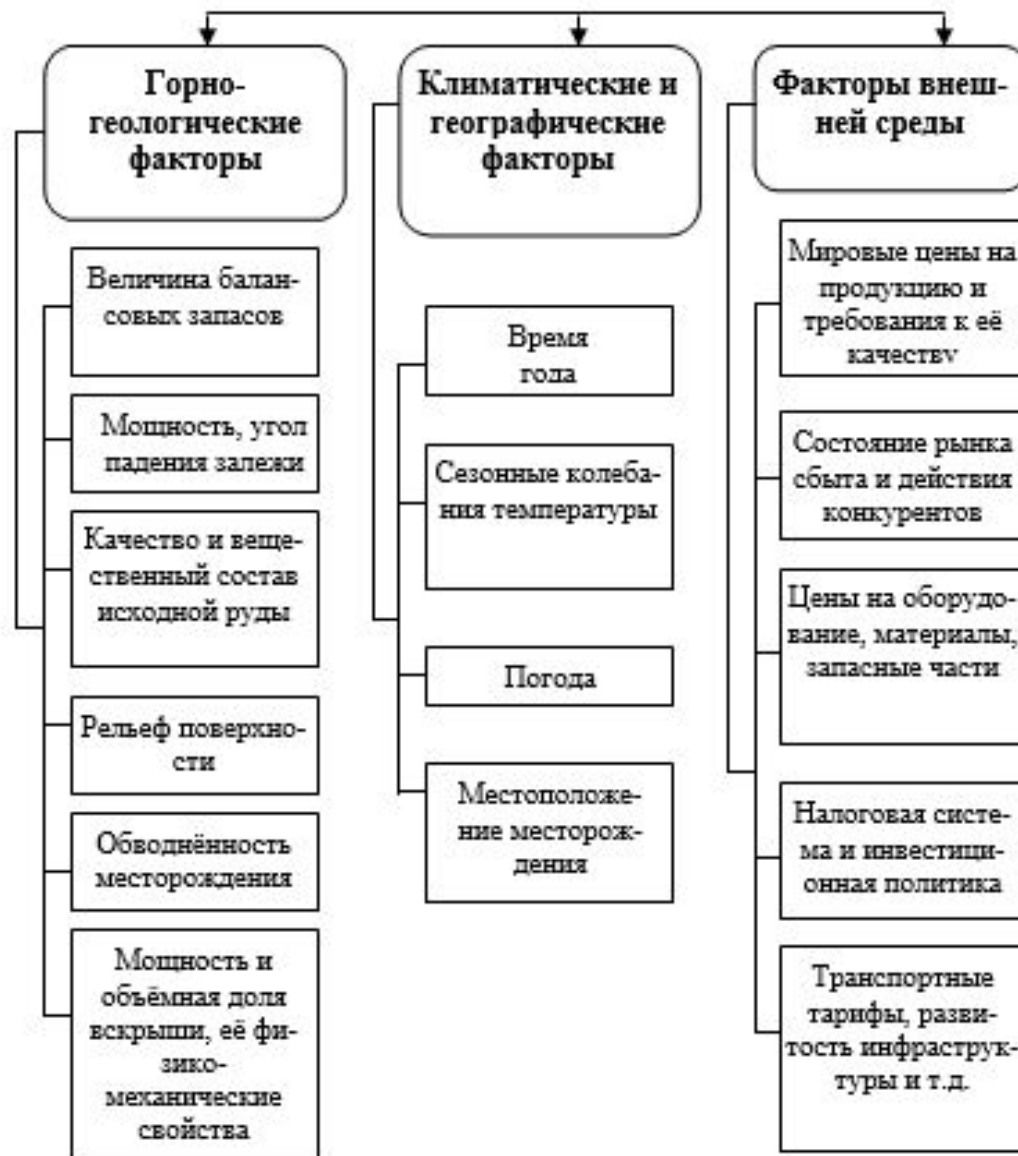 Горно-
геологические
факторы
Величина балан-
совых запасов
Мощность, угол
падения залежи
Качество и веще-
ственный состав
исходной руды
Рельеф поверхно-
сти
Обводнённость
месторождения
Мощность и
объёмная доля
вскрыши, её фи-
зико-
механические
свойства
Климатические и
географические
факторы
Время
года
Сезонные колеба-
ния температуры
Погода
Местоположе-
ние месторож-
дения
Факторы внеш-
ней среды
Мировые цены на
продукцию и
требования к её
качеству
Состояние рынка
сбыта и действия
конкурентов
Цены на оборудо-
вание, материалы,
запасные части
Налоговая систе-
ма и инвестици-
онная политика
Транспортные
тарифы, разви-
тость инфраструк-
туры и т.д.